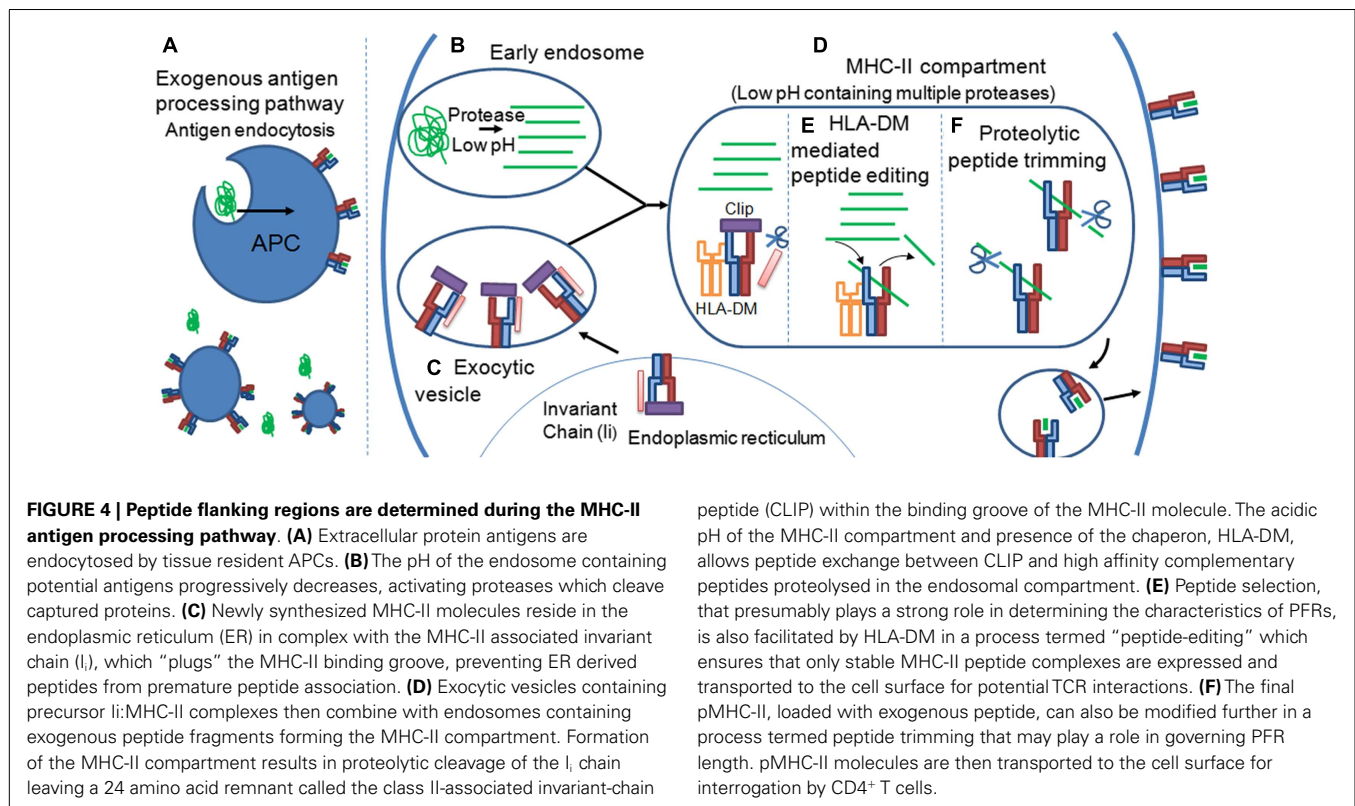 A
Exogenous antigen
processing pathway
Antigen endocytosis
APC
B
Early endosome
Protease
Low pH
C Exocytic
vesicle
Invariant
Chain (Ii)
Endoplasmic recticulum
D
MHC-II compartment
(Low pH containing multiple proteases)
Clip
HLA-DM
E HLA-DM
mediated
peptide editing
F Proteolytic
peptide trimming
FIGURE 4 | Peptide flanking regions are determined during the MHC-II
antigen processing pathway. (A) Extracellular protein antigens are
endocytosed by tissue resident APCs. (B) The pH of the endosome containing
potential antigens progressively decreases, activating proteases which cleave
captured proteins. (C) Newly synthesized MHC-II molecules reside in the
endoplasmic reticulum (ER) in complex with the MHC-II associated invariant
chain (Ii), which “plugs” the MHC-II binding groove, preventing ER derived
peptides from premature peptide association. (D) Exocytic vesicles containing
precursor Ii:MHC-II complexes then combine with endosomes containing
exogenous peptide fragments forming the MHC-II compartment. Formation
of the MHC-II compartment results in proteolytic cleavage of the Ii chain
leaving a 24 amino acid remnant called the class II-associated invariant-chain
peptide (CLIP) within the binding groove of the MHC-II molecule. The acidic
pH of the MHC-II compartment and presence of the chaperon, HLA-DM,
allows peptide exchange between CLIP and high affinity complementary
peptides proteolysed in the endosomal compartment. (E) Peptide selection,
that presumably plays a strong role in determining the characteristics of PFRs,
is also facilitated by HLA-DM in a process termed “peptide-editing” which
ensures that only stable MHC-II peptide complexes are expressed and
transported to the cell surface for potential TCR interactions. (F) The final
pMHC-II, loaded with exogenous peptide, can also be modified further in a
process termed peptide trimming that may play a role in governing PFR
length. pMHC-II molecules are then transported to the cell surface for
interrogation by CD4+ T cells.